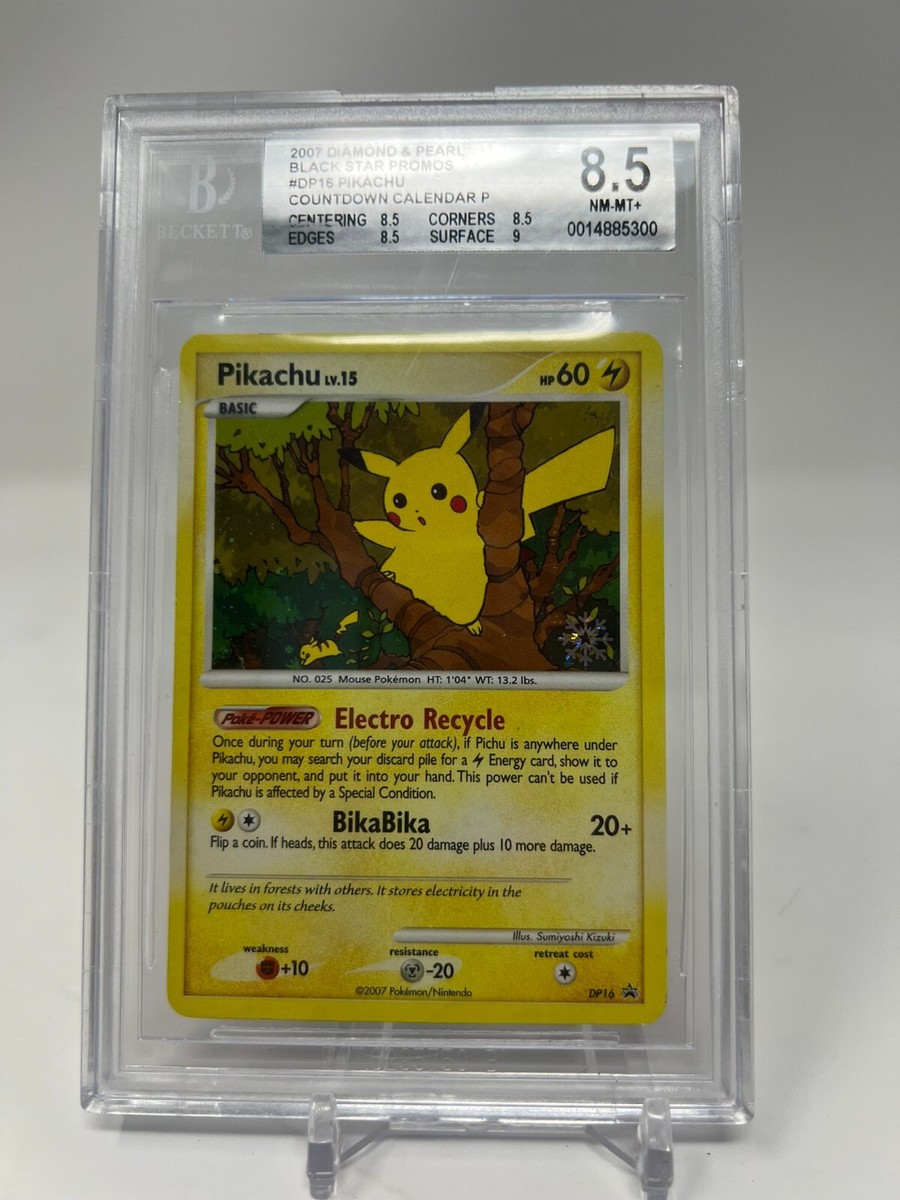 2007 DIAMOND & PEARL
BLACK STAR PROMOS
#DP16 PIKACHU
COUNTDOWN CALENDAR P
CENTERING 8.5 CORNERS 8.5
EDGES 8.5 SURFACE 9
8.5
NM-MT+
0014885300
B
BECKETT®
Pikachu LV.15
HP 60
BASIC
NO. 025 Mouse Pokémon HT: 1'04" WT: 13.2 lbs.
Poké-POWER Electro Recycle
Once during your turn (before your attack), if Pichu is anywhere under
Pikachu, you may search your discard pile for a Energy card, show it to
your opponent, and put it into your hand. This power can't be used if
Pikachu is affected by a Special Condition.
BikaBika 20+
Flip a coin. If heads, this attack does 20 damage plus 10 more damage.
It lives in forests with others. It stores electricity in the
pouches on its cheeks.
Illus. Sumiyoshi Kizuki
weakness resistance retreat cost
+10 -20
©2007 Pokémon/Nintendo
DP16